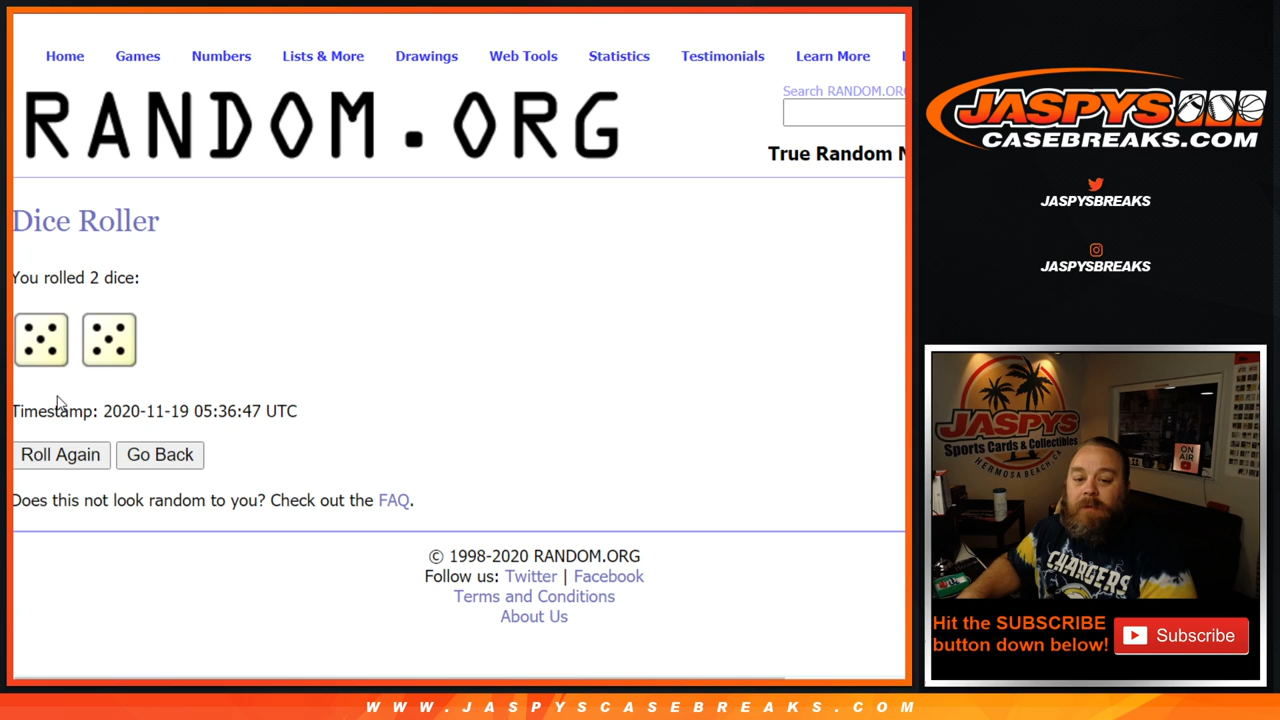 Home Games Numbers Lists & More Drawings Web Tools Statistics Testimonials Learn More
Search RANDOM.OR
RANDOM.ORG
True Random N
Dice Roller
You rolled 2 dice:
Timestamp: 2020-11-19 05:36:47 UTC
Roll Again Go Back
Does this not look random to you? Check out the FAQ.
© 1998-2020 RANDOM.ORG
Follow us: Twitter | Facebook
Terms and Conditions
About Us
JASPYS
CASEBREAKS.COM
JASPYSBREAKS
JASPYSBREAKS
JASPYS
Sports Cards & Collectibles
HERMOSA BEACH, CA
ON
AIR
CHARGERS
Hit the SUBSCRIBE
button down below!
Subscribe
WWW.JASPYSCASEBREAKS.COM